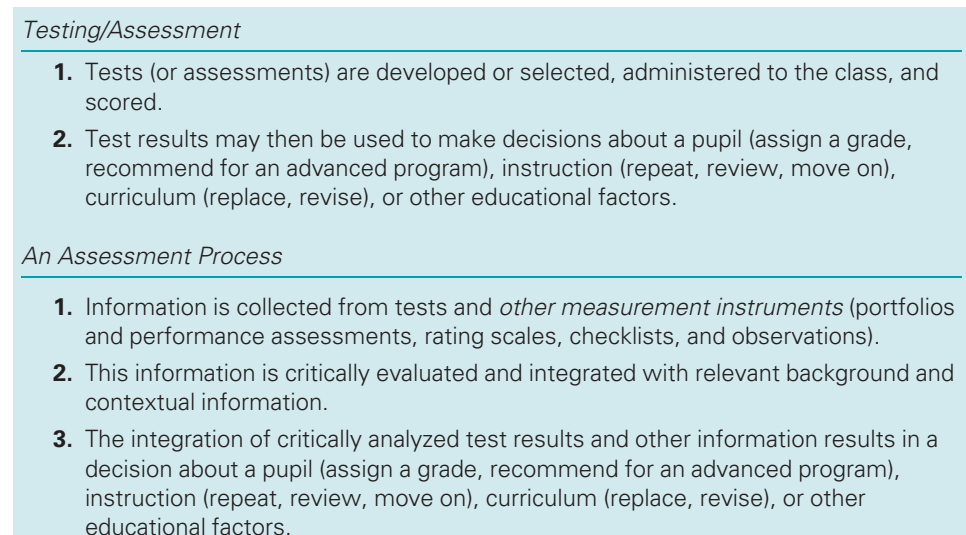 Testing/Assessment
1. Tests (or assessments) are developed or selected, administered to the class, and
scored.
2. Test results may then be used to make decisions about a pupil (assign a grade,
recommend for an advanced program), instruction (repeat, review, move on),
curriculum (replace, revise), or other educational factors.
An Assessment Process
1. Information is collected from tests and other measurement instruments (portfolios
and performance assessments, rating scales, checklists, and observations).
2. This information is critically evaluated and integrated with relevant background and
contextual information.
3. The integration of critically analyzed test results and other information results in a
decision about a pupil (assign a grade, recommend for an advanced program),
instruction (repeat, review, move on), curriculum (replace, revise), or other
educational factors.